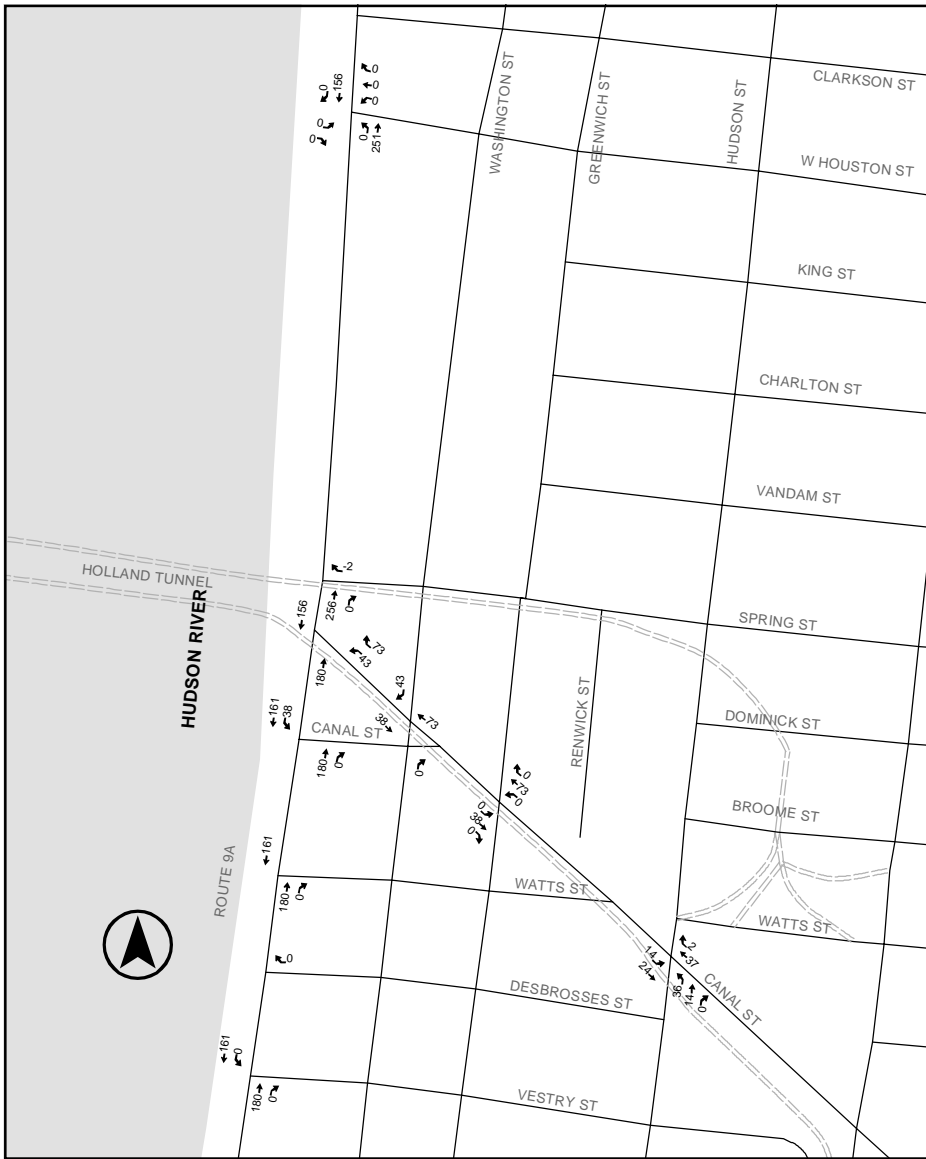 CLARKSON ST
WASHINGTON ST
GREENWICH ST
HUDSON ST
0
156
0
0
0
0
0
0
251
W HOUSTON ST
KING ST
CHARLTON ST
VANDAM ST
HOLLAND TUNNEL
-2
HUDSON RIVER
156
256
0
SPRING ST
73
43
180
43
73
38
161
38
CANAL ST
RENWICK ST
DOMINICK ST
180
0
0
0
73
0
0
38
0
BROOME ST
161
ROUTE 9A
180
0
WATTS ST
WATTS ST
0
14
24
2
37
36
14
0
CANAL ST
DESBROSSES ST
161
0
180
0
VESTRY ST